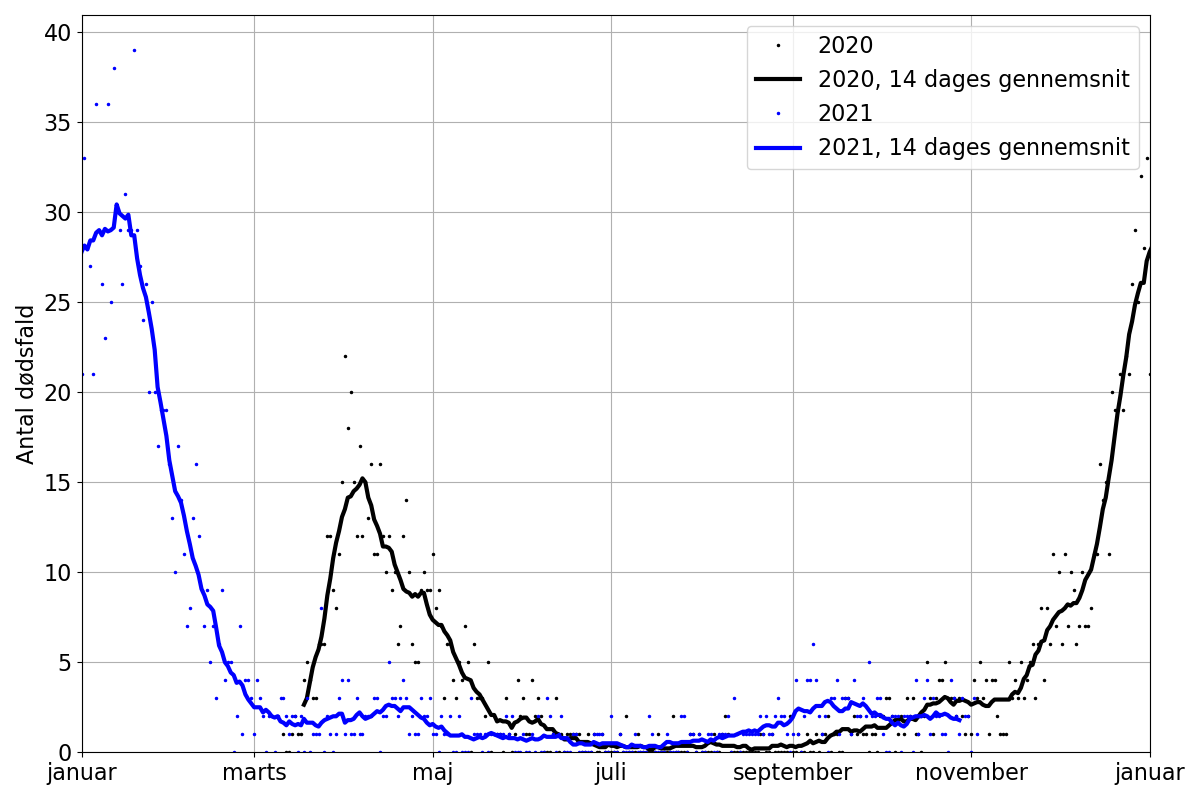 40
35
30
25
20
15
10
5
0
Antal dødsfald
januar
marts
maj
juli
september
november
januar
2020
2020, 14 dages gennemsnit
2021
2021, 14 dages gennemsnit